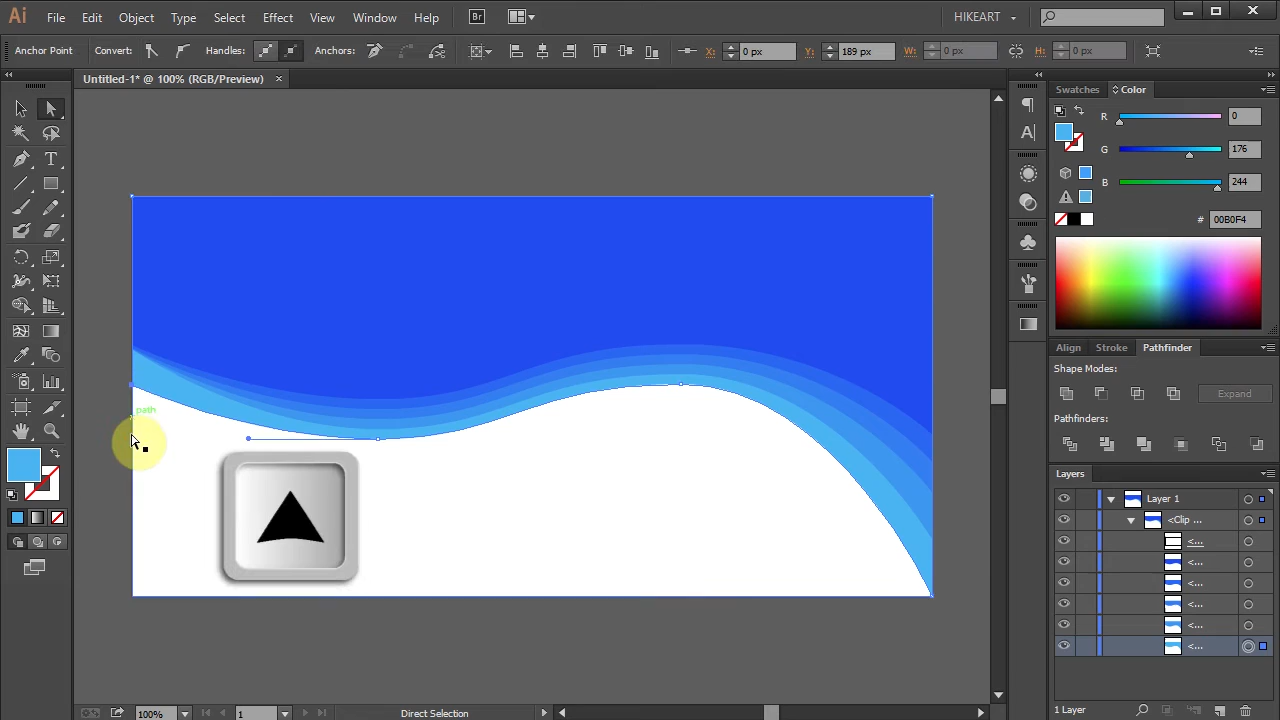 Ai File Edit Object Type Select Effect View Window Help Br HIKEART
Anchor Point Convert: Handles: Anchors: X: 0 px Y: 189 px W: 0 px H: 0 px
Untitled-1* @ 100% (RGB/Preview)
Swatches Color
R 0
G 176
B 244
# 00B0F4
Align Stroke Pathfinder
Shape Modes:
Expand
Pathfinders:
path
Layers
Layer 1
<Clip ...
<...
<...
<...
<...
<...
<...
1 Layer
100% 1 Direct Selection